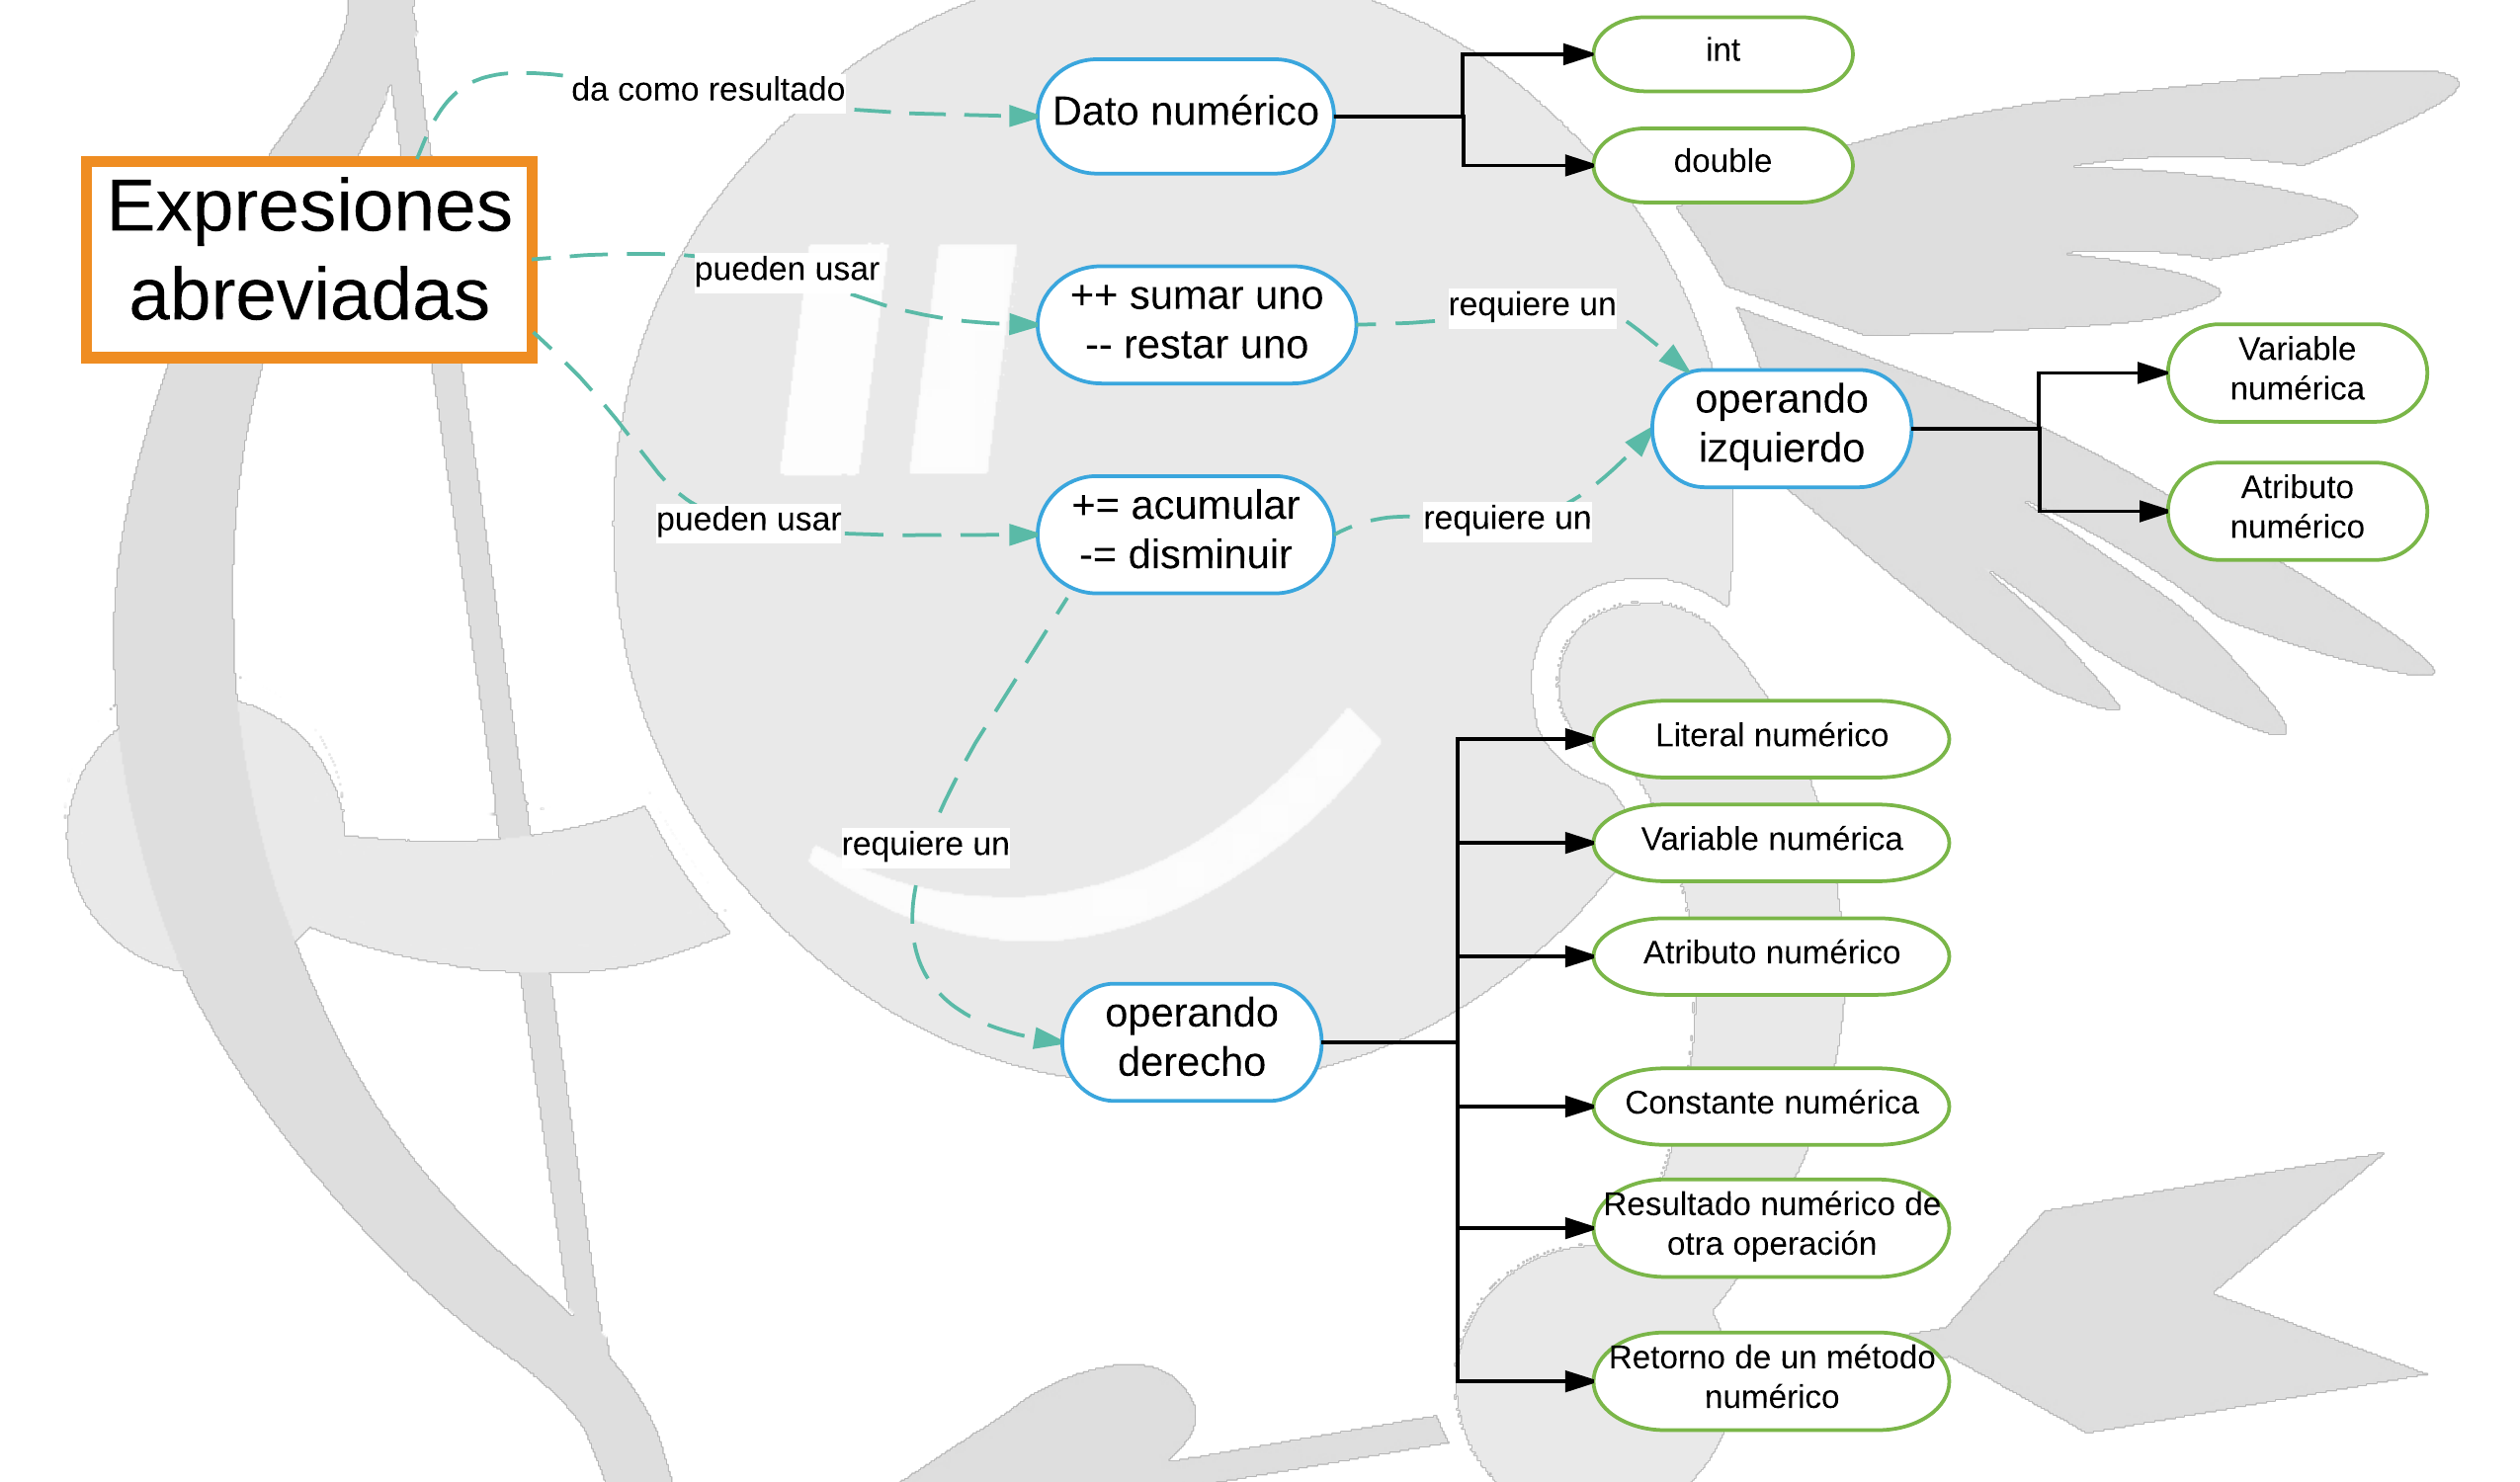 int
da como resultado
Dato numérico
double
Expresiones
abreviadas
pueden usar
++ sumar uno
-- restar uno
requiere un
operando
izquierdo
Variable
numérica
Atributo
numérico
pueden usar
+= acumular
-= disminuir
requiere un
Literal numérico
Variable numérica
requiere un
Atributo numérico
operando
derecho
Constante numérica
Resultado numérico de
otra operación
Retorno de un método
numérico